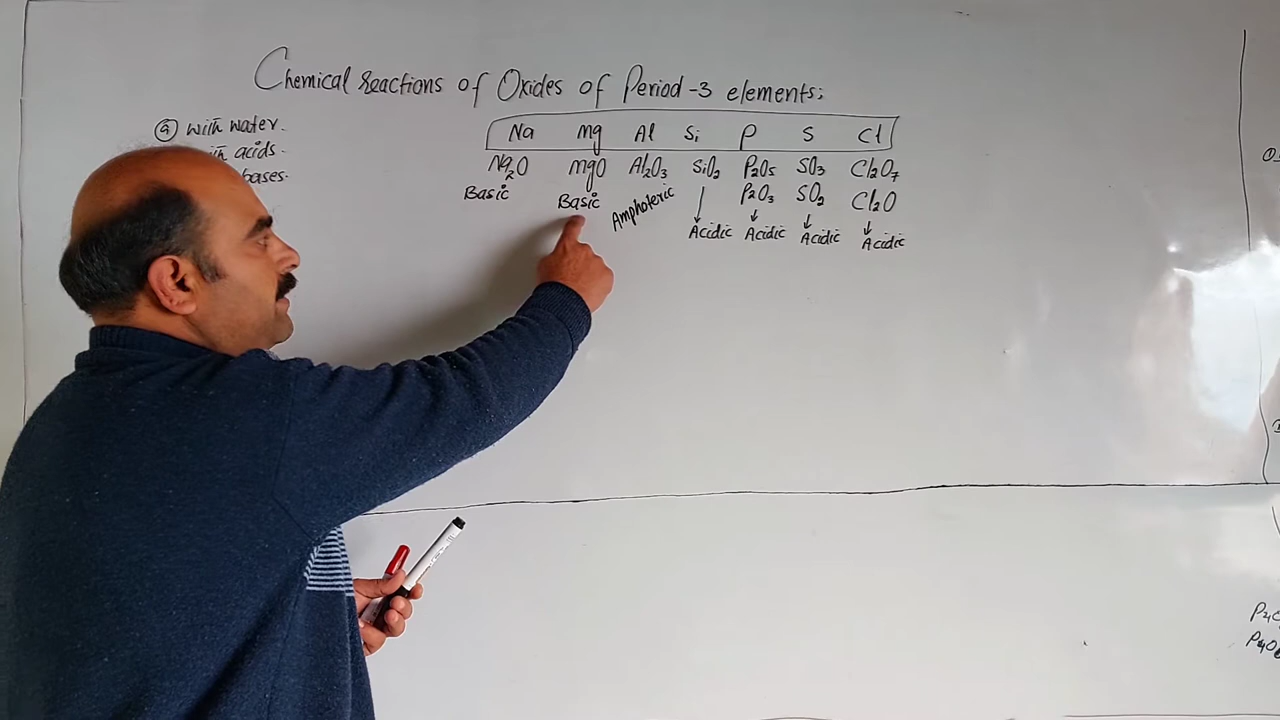 Chemical reactions of Oxides of Period-3 elements:
ⓐ with water.
with acids.
bases.
Na Mg Al Si P S Cl
Na₂O MgO Al₂O₃ SiO₂ P₂O₅ SO₃ Cl₂O₇
Basic Basic Amphoteric P₂O₃ SO₂ Cl₂O
Acidic Acidic Acidic Acidic